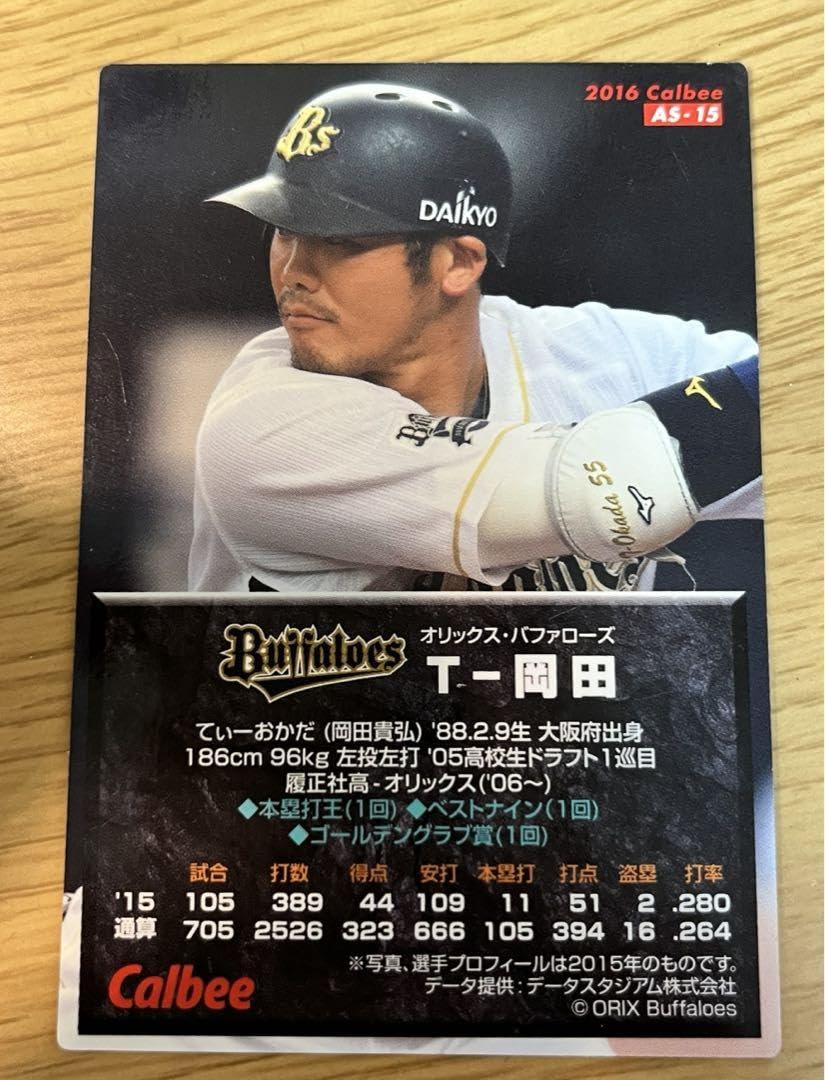 2016 Calbee
AS-15
Bs
DAIKYO
T-Okada 55
Buffaloes
オリックス・バファローズ
T-岡田
てぃーおかだ (岡田貴弘) '88.2.9生 大阪府出身
186cm 96kg 左投左打 '05高校生ドラフト1巡目
履正社高-オリックス('06〜)
◆本塁打王(1回) ◆ベストナイン(1回)
◆ゴールデングラブ賞(1回)
試合 打数 得点 安打 本塁打 打点 盗塁 打率
'15 105 389 44 109 11 51 2 .280
通算 705 2526 323 666 105 394 16 .264
※写真、選手プロフィールは2015年のものです。
データ提供:データスタジアム株式会社
Calbee
© ORIX Buffaloes